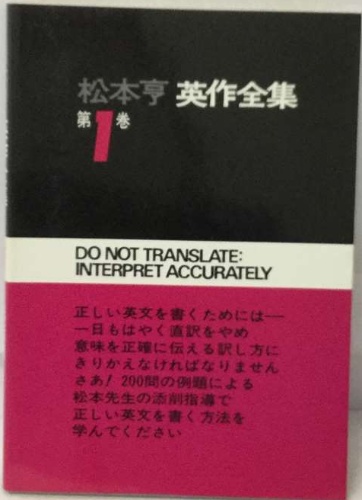 松本亨 英作全集
第1巻
DO NOT TRANSLATE:
INTERPRET ACCURATELY
正しい英文を書くためには──
一日もはやく直訳をやめ
意味を正確に伝える訳し方に
きりかえなければなりません
さあ! 200問の例題による
松本先生の添削指導で
正しい英文を書く方法を
学んでください